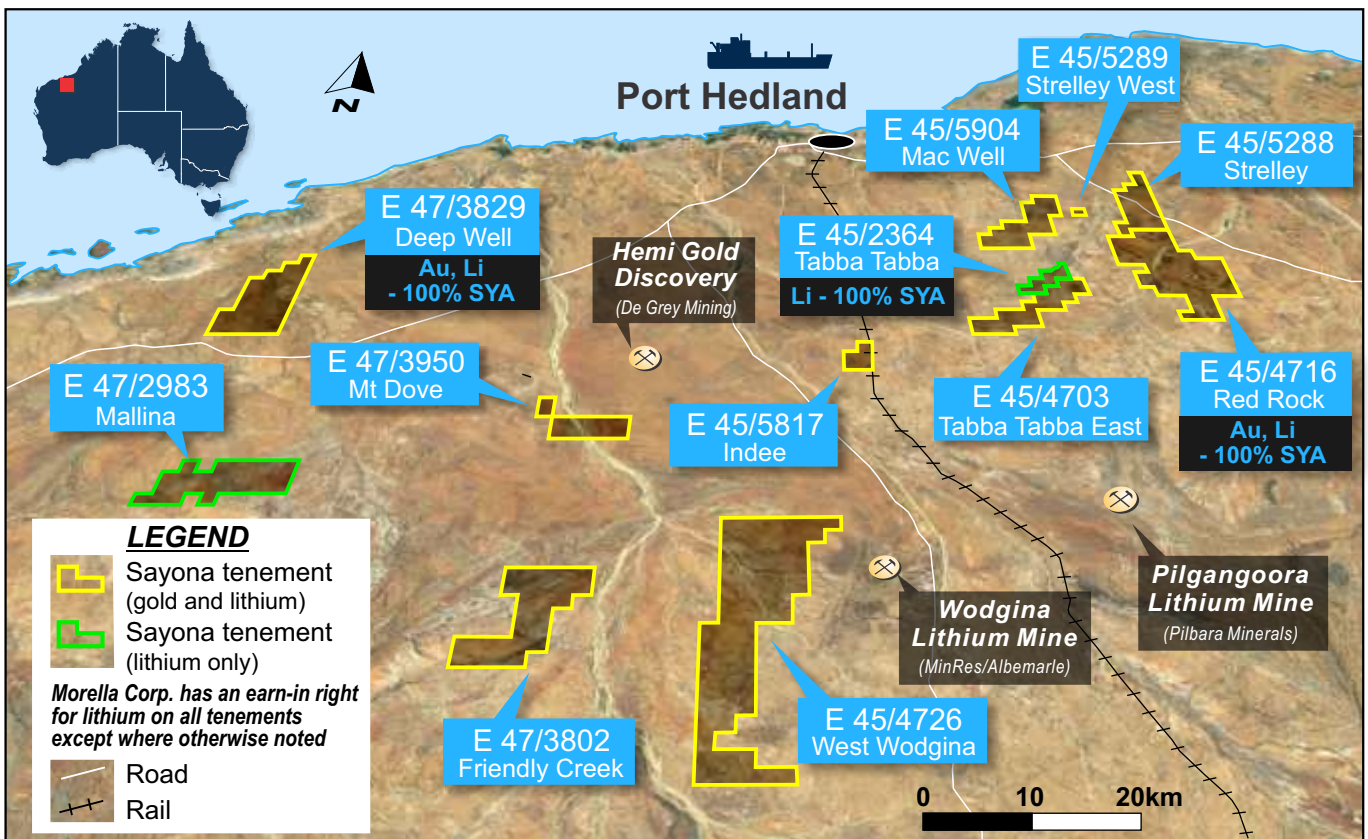 N
Port Hedland
E 45/5289
Strelley West
E 45/5904
Mac Well
E 45/5288
Strelley
E 47/3829
Deep Well
Au, Li
- 100% SYA
Hemi Gold
Discovery
(De Grey Mining)
E 45/2364
Tabba Tabba
Li - 100% SYA
E 47/3950
Mt Dove
E 47/2983
Mallina
E 45/5817
Indee
E 45/4703
Tabba Tabba East
E 45/4716
Red Rock
Au, Li
- 100% SYA
LEGEND
Sayona tenement
(gold and lithium)
Sayona tenement
(lithium only)
Morella Corp. has an earn-in right
for lithium on all tenements
except where otherwise noted
Road
Rail
Pilgangoora
Lithium Mine
(Pilbara Minerals)
Wodgina
Lithium Mine
(MinRes/Albemarle)
E 47/3802
Friendly Creek
E 45/4726
West Wodgina
0 10 20km